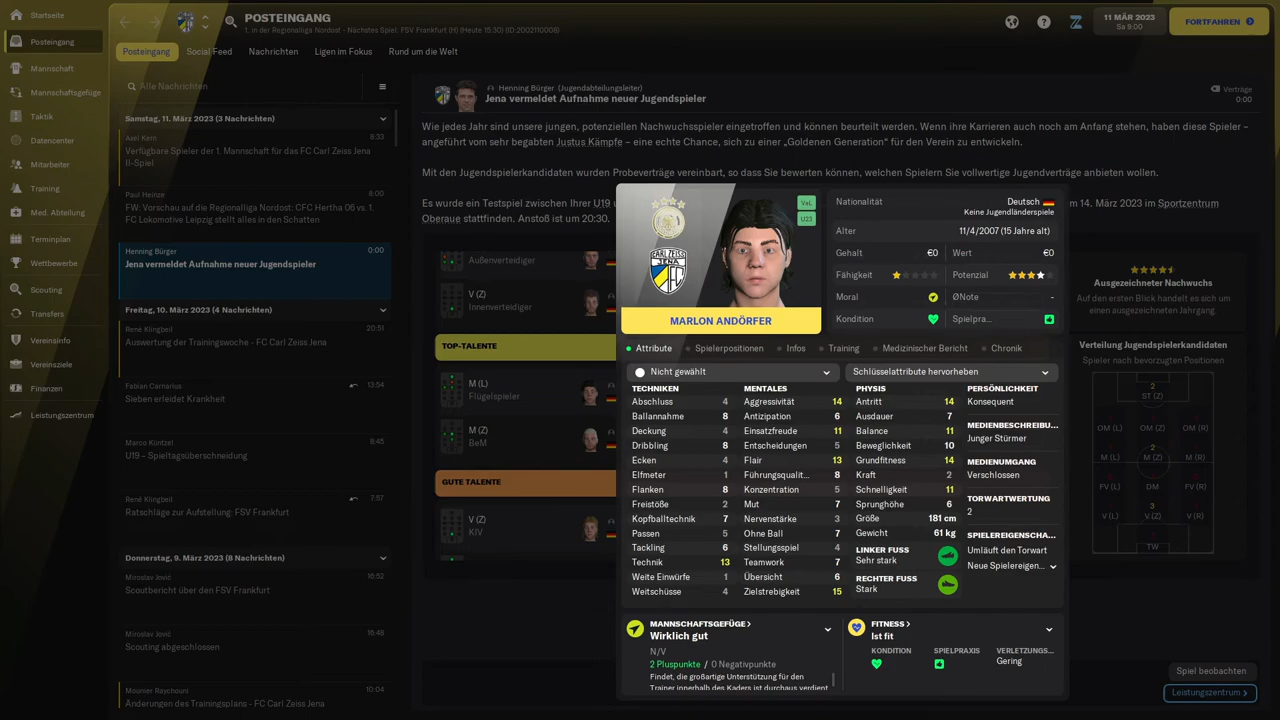 Startseite
Posteingang
Mannschaft
Mannschaftsgefüge
Taktik
Datencenter
Mitarbeiter
Training
Med. Abteilung
Terminplan
Wettbewerbe
Scouting
Transfers
Vereinsinfo
Vereinsleben
Finanzen
Leistungszentrum
POSTEINGANG
1. in der Regionalliga Nordost - Nächstes Spiel: FSV Frankfurt (H) (Heute 15:30) (ID:2002110008)
11 MÄR 2023
Sa 9:00
FORTFAHREN
Posteingang
Social Feed
Nachrichten
Ligen im Fokus
Rund um die Welt
Alle Nachrichten
Samstag, 11. März 2023 (3 Nachrichten)
Axel Kern
8:33
Verfügbare Spieler der 1. Mannschaft für das FC Carl Zeiss Jena
II-Spiel
Paul Heinze
8:00
FW: Vorschau auf die Regionalliga Nordost: CFC Hertha 06 vs. 1.
FC Lokomotive Leipzig stellt alles in den Schatten
Henning Bürger
0:00
Jena vermeldet Aufnahme neuer Jugendspieler
Freitag, 10. März 2023 (4 Nachrichten)
René Klingbeil
20:51
Auswertung der Trainingswoche - FC Carl Zeiss Jena
Fabian Carnarius
13:54
Sieben erleidet Krankheit
Marco Küntzel
8:45
U19 – Spieltagsüberschneidung
René Klingbeil
7:57
Ratschläge zur Aufstellung: FSV Frankfurt
Donnerstag, 9. März 2023 (8 Nachrichten)
Miroslav Jović
16:52
Scoutbericht über den FSV Frankfurt
Miroslav Jović
16:48
Scouting abgeschlossen
Mounier Raychouni
10:04
Änderungen des Trainingsplans - FC Carl Zeiss Jena
Henning Bürger (Jugendabteilungsleiter)
Jena vermeldet Aufnahme neuer Jugendspieler
Verträge
0:00
Wie jedes Jahr sind unsere jungen, potenziellen Nachwuchsspieler eingetroffen und können beurteilt werden. Wenn ihre Karrieren auch noch am Anfang stehen, haben diese Spieler –
angeführt vom sehr begabten Justus Kämpfe – eine echte Chance, sich zu einer „Goldenen Generation“ für den Verein zu entwickeln.
Mit den Jugendspielerkandidaten wurden Probeverträge vereinbart, so dass Sie bewerten können, welchen Spielern Sie vollwertige Jugendverträge anbieten wollen.
Es wurde ein Testspiel zwischen Ihrer U19
m 14. März 2023 im Sportzentrum
Oberaue stattfinden. Anstoß ist um 20:30.
Außenverteidiger
V (Z)
Innenverteidiger
TOP-TALENTE
M (L)
Flügelspieler
M (Z)
BeM
GUTE TALENTE
V (Z)
KIV
Ausgezeichneter Nachwuchs
Auf den ersten Blick handelt es sich um
einen ausgezeichneten Jahrgang
Verteilung Jugendspielerkandidaten
Spieler nach bevorzugten Positionen
2
ST (Z)
OM (L)
OM (Z)
OM (R)
2
M (L)
M (Z)
M (R)
FV (L)
DM
FV (R)
3
V (L)
V (Z)
V (R)
TW
Spiel beobachten
Leistungszentrum
CARL ZEISS
JENA
FC
VeL
U23
MARLON ANDÖRFER
Nationalität
Deutsch
Keine Jugendländerspiele
Alter
11/4/2007 (15 Jahre alt)
Gehalt €0
Wert €0
Fähigkeit
Potenzial
Moral
ØNote -
Kondition
Spielpra...
Attribute
Spielerpositionen
Infos
Training
Medizinischer Bericht
Chronik
Nicht gewählt
Schlüsselattribute hervorheben
TECHNIKEN
Abschluss 4
Ballannahme 8
Deckung 4
Dribbling 8
Ecken 4
Elfmeter 1
Flanken 8
Freistöße 2
Kopfballtechnik 7
Passen 5
Tackling 6
Technik 13
Weite Einwürfe 1
Weitschüsse 4
MENTALES
Aggressivität 14
Antizipation 6
Einsatzfreude 11
Entscheidungen 5
Flair 13
Führungsqualit... 8
Konzentration 5
Mut 7
Nervenstärke 3
Ohne Ball 7
Stellungsspiel 4
Teamwork 7
Übersicht 6
Zielstrebigkeit 15
PHYSIS
Antritt 14
Ausdauer 7
Balance 11
Beweglichkeit 10
Grundfitness 14
Kraft 2
Schnelligkeit 11
Sprunghöhe 6
Größe 181 cm
Gewicht 61 kg
LINKER FUSS
Sehr stark
RECHTER FUSS
Stark
PERSÖNLICHKEIT
Konsequent
MEDIENBESCHREIBU...
Junger Stürmer
MEDIENUMGANG
Verschlossen
TORWARTWERTUNG
2
SPIELEREIGENSCHA...
Umläuft den Torwart
Neue Spielereigen...
MANNSCHAFTSGEFÜGE
Wirklich gut
N/V
2 Pluspunkte / 0 Negativpunkte
Findet, die großartige Unterstützung für den
Trainer innerhalb des Kaders ist durchaus verdient
FITNESS
Ist fit
KONDITION
SPIELPRAXIS
VERLETZUNGS...
Gering